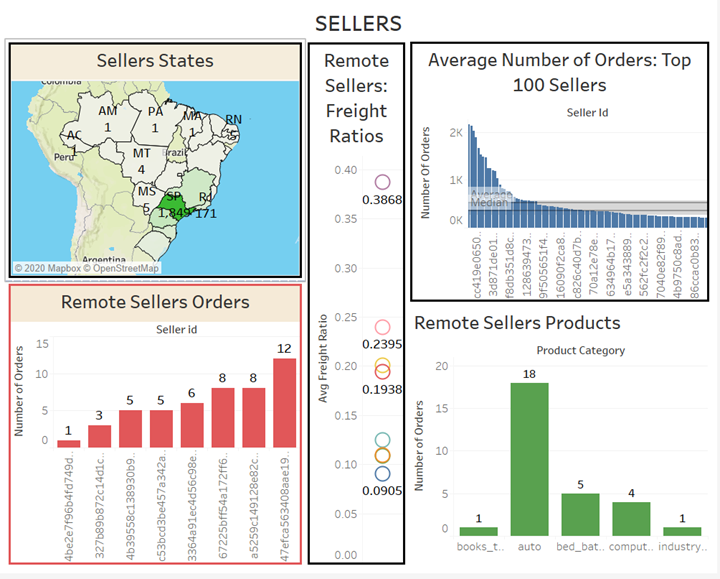 SELLERS
Sellers States
Colombia
AM
1
PA
1
MA
1
RN
5
AC
1
Peru
MT
4
Brazil
MS
5
SP
1,849
RJ
171
Argentina
© 2020 Mapbox © OpenStreetMap
Remote Sellers Orders
Seller id
Number of Orders
15
10
5
0
1
3
5
5
6
8
8
12
4be2e7f96b4fd749d..
327b89b872c14d1c..
4b39558c138930b9..
c53bcd3be457a342a..
3364a91ec4d56c98e..
67225bff54a172ff6..
a5259c149128e82c..
47efca563408aae19..
Remote
Sellers:
Freight
Ratios
Avg Freight Ratio
0.40
0.35
0.30
0.25
0.20
0.15
0.10
0.05
0.00
0.3868
0.2395
0.1938
0.0905
Average Number of Orders: Top
100 Sellers
Seller Id
Number Of Orders
2K
1K
0K
Average
Median
cc419e0650..
3d871de01..
f8db351d8c..
128639473..
9f505651f4..
16090f2ca8..
c826c40d7b..
70a12e78e..
634964b17..
e5a343889..
562fc2f2c2..
7040e82f89..
4b9750c8ad..
86ccac0b83..
Remote Sellers Products
Product Category
Number of Orders
20
15
10
5
0
1
18
5
4
1
books_t..
auto
bed_bat..
comput..
industry..